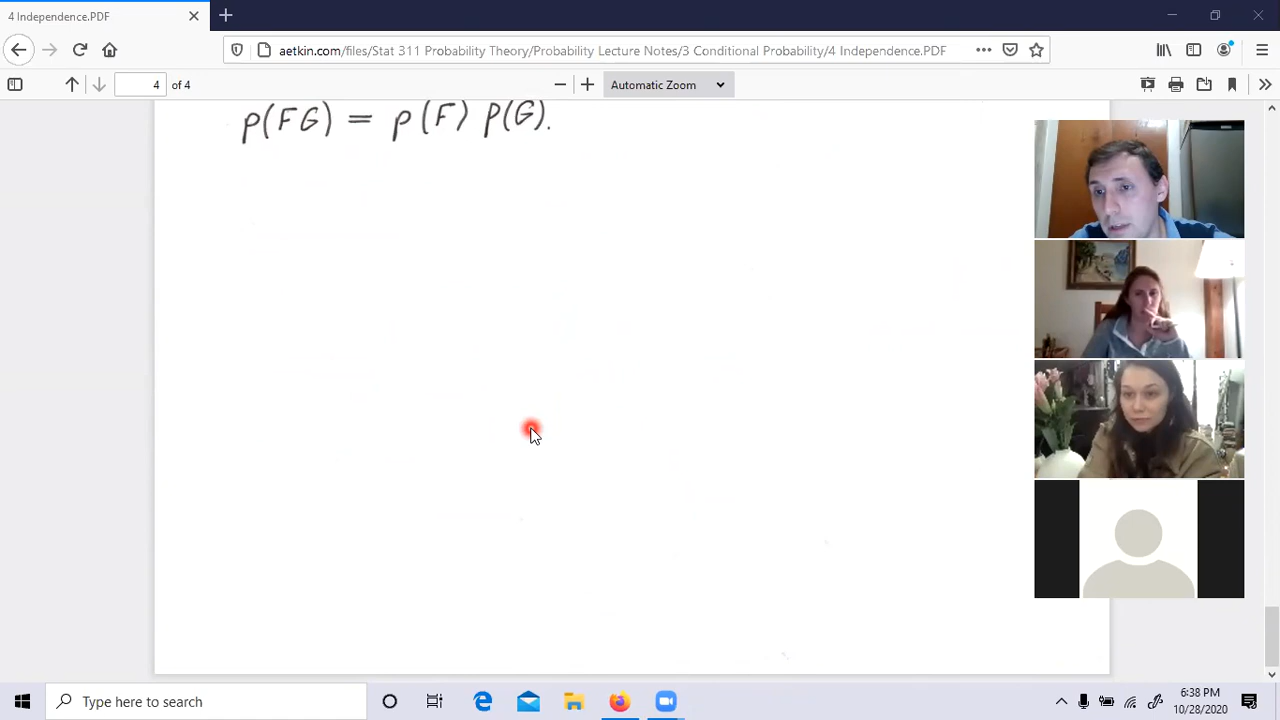 4 Independence.PDF
aetkin.com/files/Stat 311 Probability Theory/Probability Lecture Notes/3 Conditional Probability/4 Independence.PDF
4 of 4
Automatic Zoom
p(FG) = p(F) p(G).
Type here to search
6:38 PM
10/28/2020